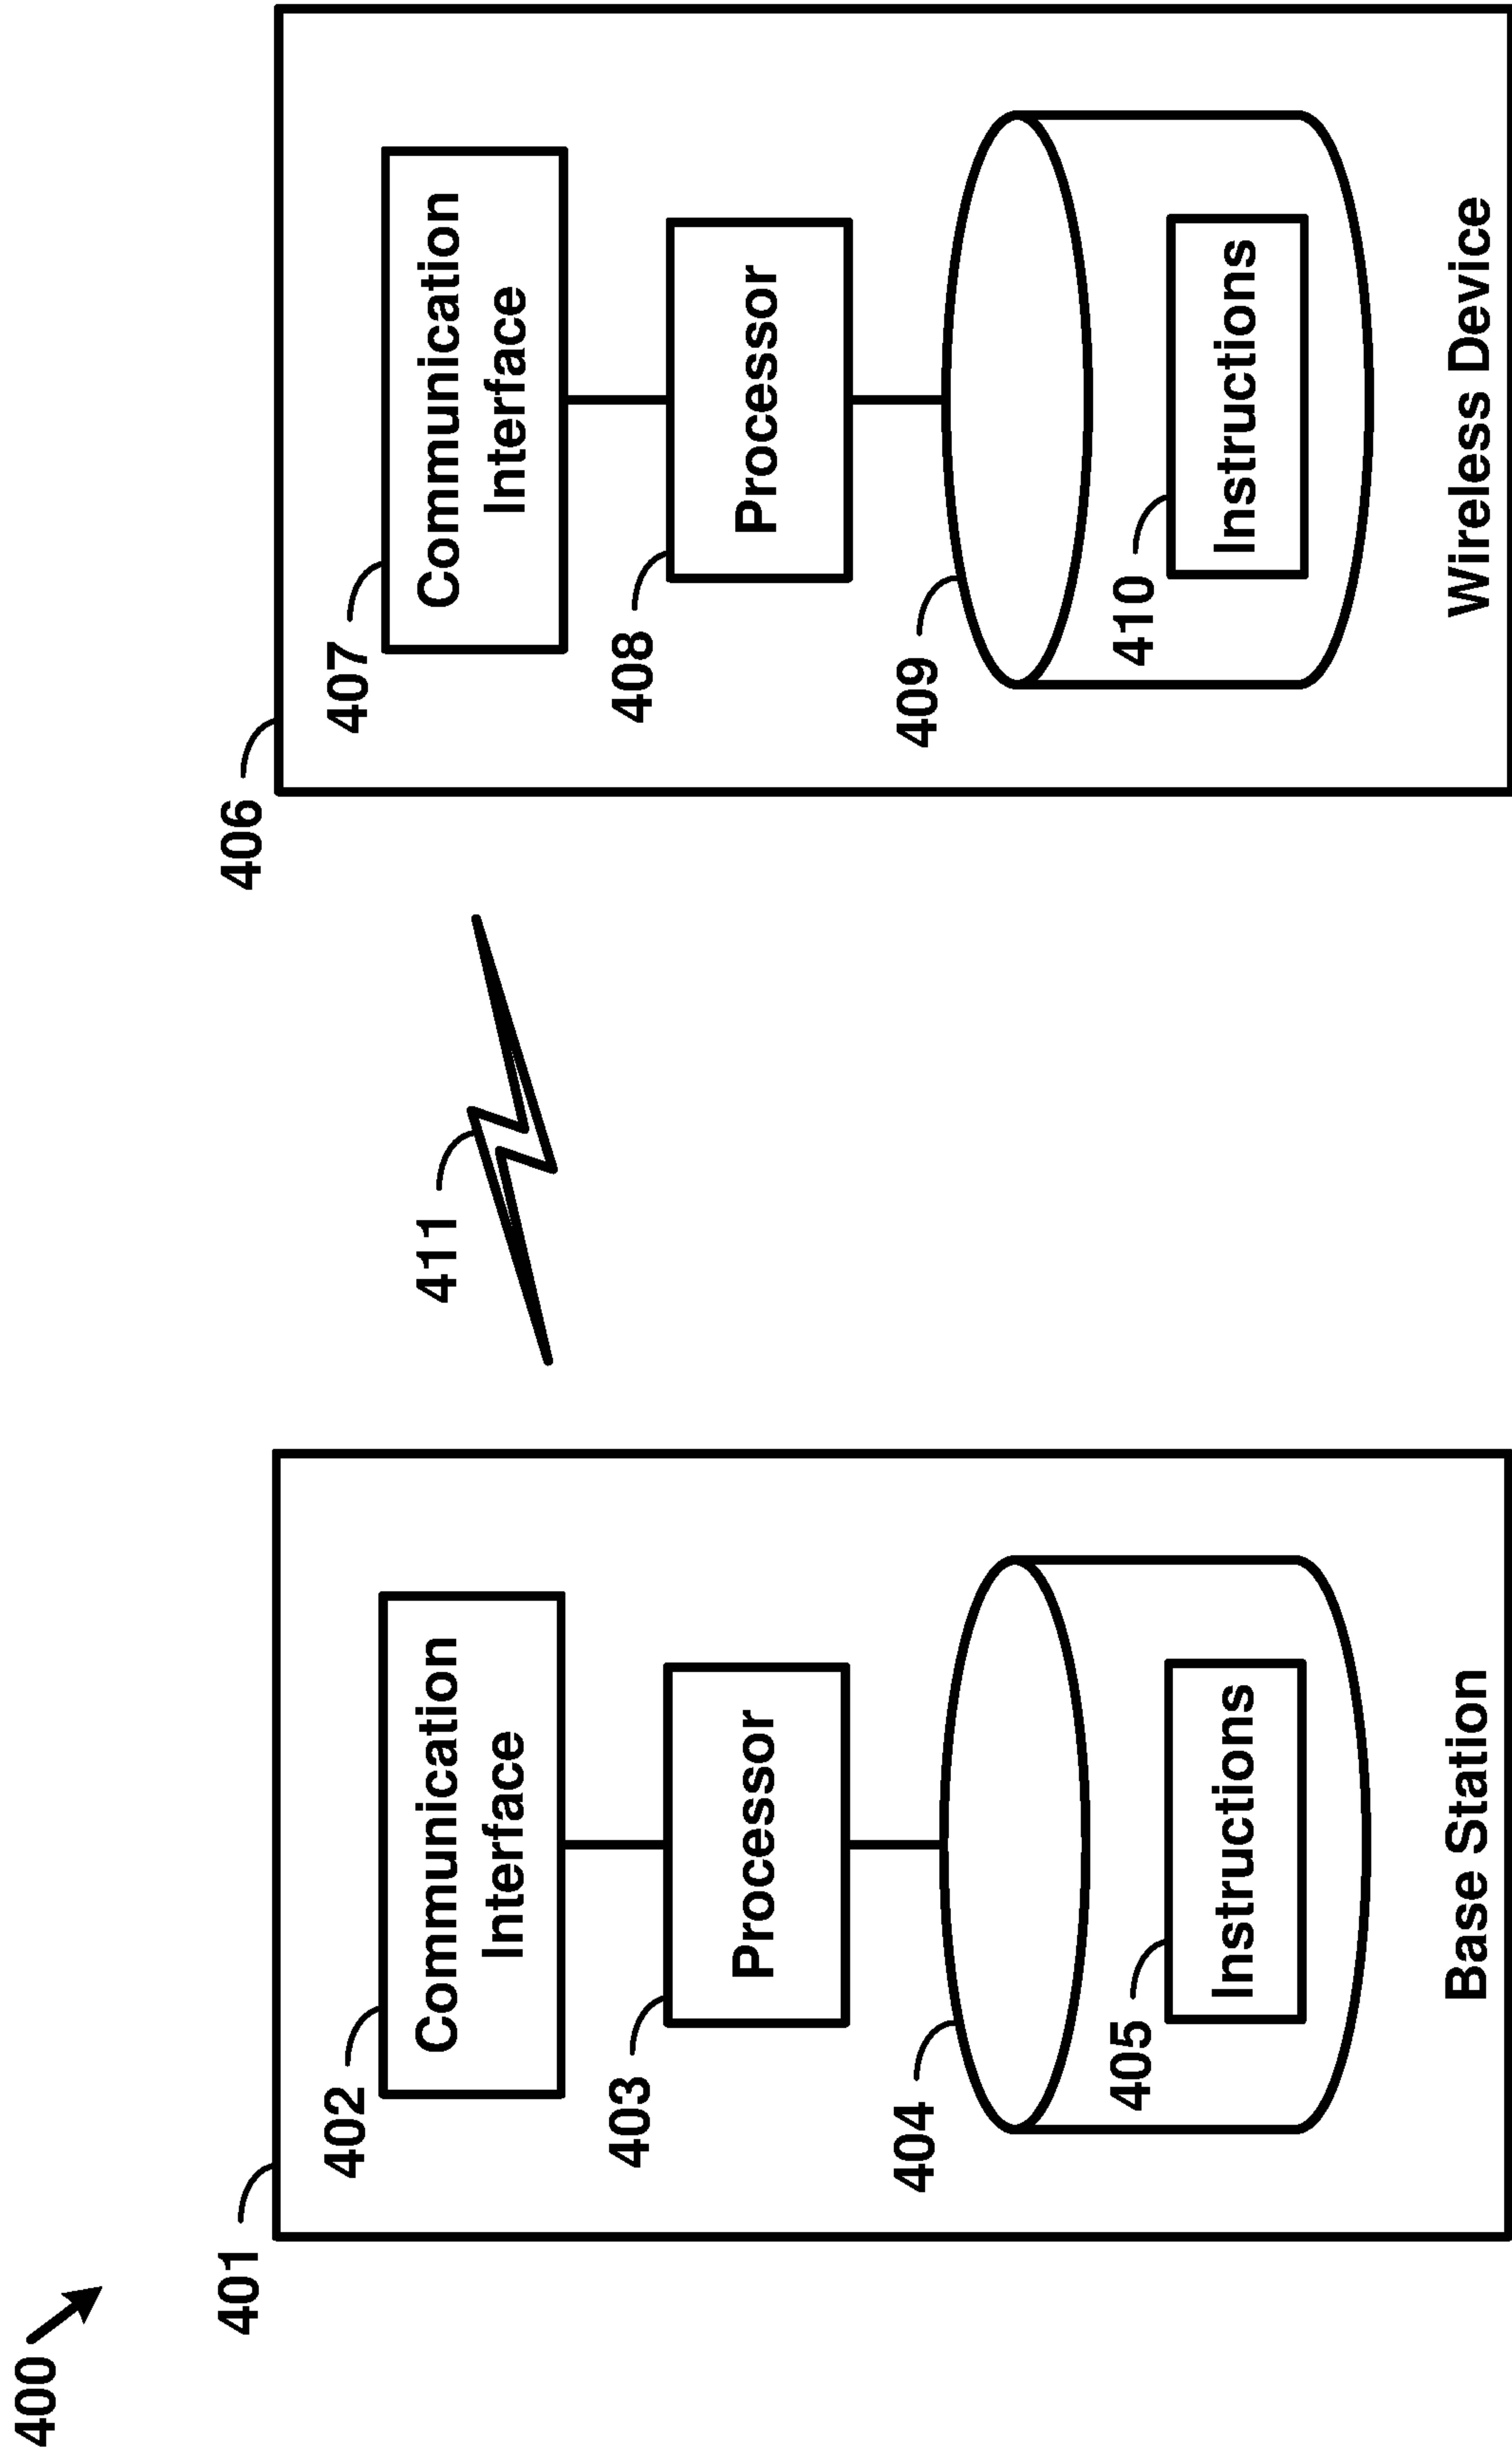 400
401
402
Communication
Interface
403
Processor
404
405
Instructions
Base Station
411
406
407
Communication
Interface
408
Processor
409
410
Instructions
Wireless Device